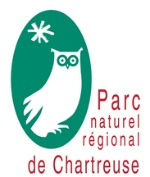 Parc
naturel
régional
de Chartreuse